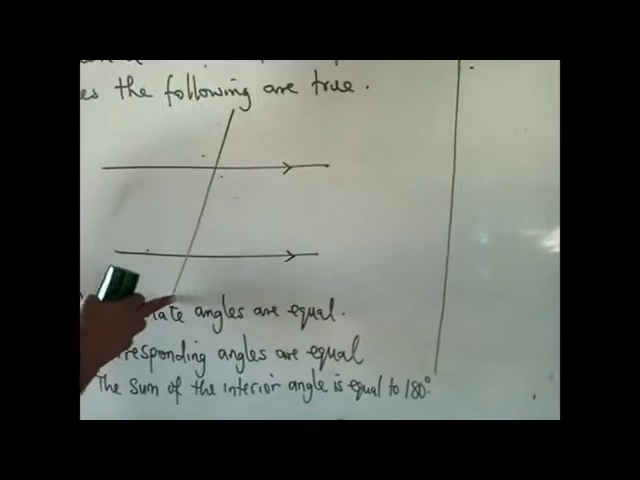 the following are true.
angles are equal.
angles are equal
The sum of the interior angle is equal to 180°